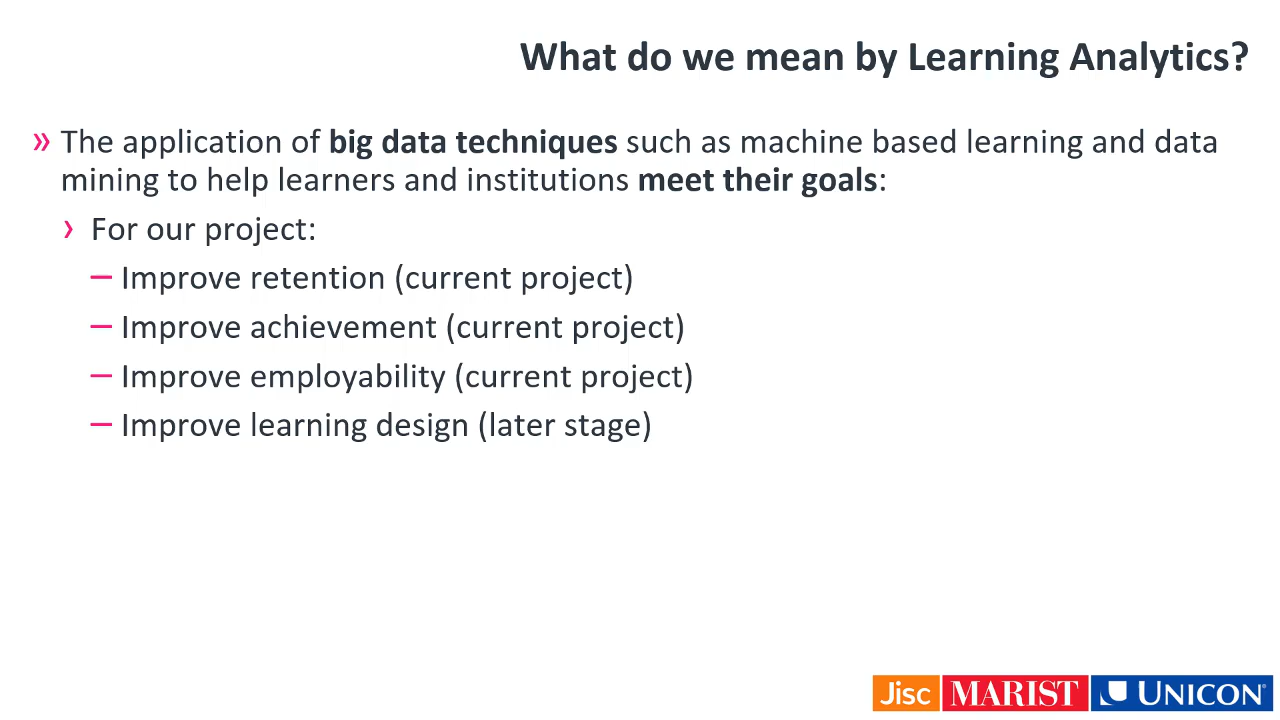 What do we mean by Learning Analytics?
» The application of big data techniques such as machine based learning and data
mining to help learners and institutions meet their goals:
› For our project:
– Improve retention (current project)
– Improve achievement (current project)
– Improve employability (current project)
– Improve learning design (later stage)
Jisc MARIST UNICON®